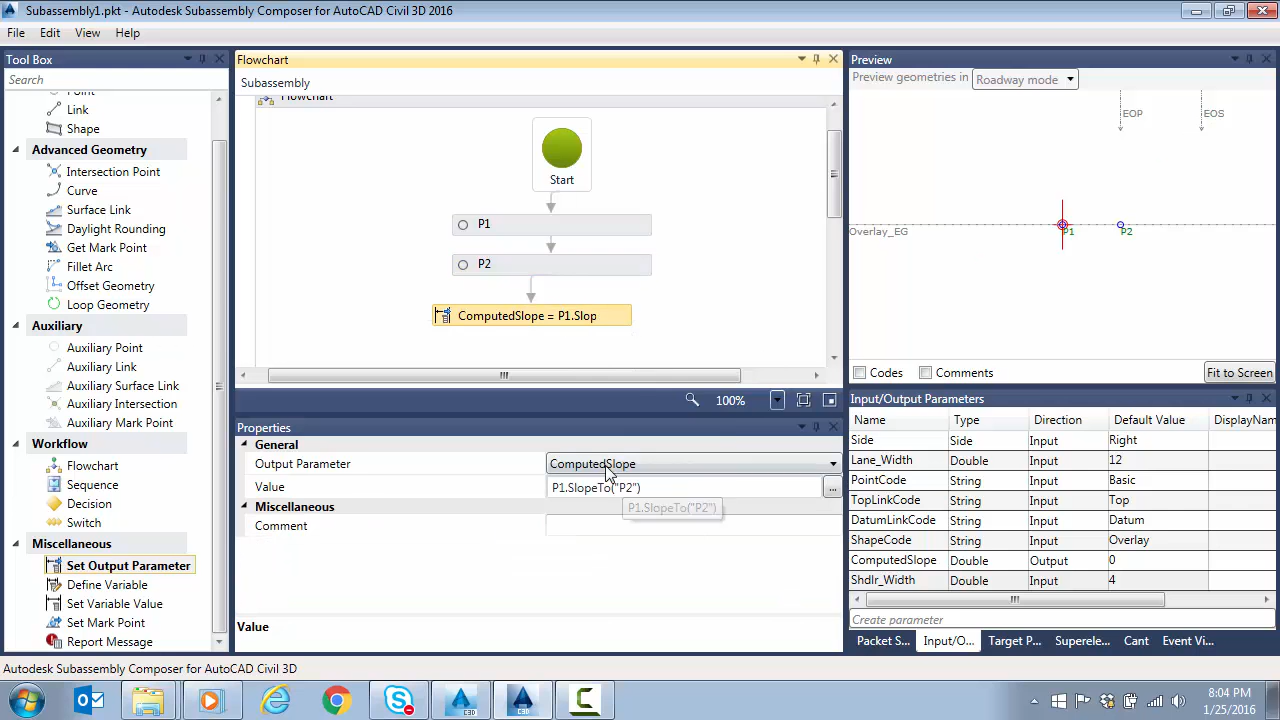 Subassembly1.pkt - Autodesk Subassembly Composer for AutoCAD Civil 3D 2016
File Edit View Help
Tool Box
Search
Point
Link
Shape
Advanced Geometry
Intersection Point
Curve
Surface Link
Daylight Rounding
Get Mark Point
Fillet Arc
Offset Geometry
Loop Geometry
Auxiliary
Auxiliary Point
Auxiliary Link
Auxiliary Surface Link
Auxiliary Intersection
Auxiliary Mark Point
Workflow
Flowchart
Sequence
Decision
Switch
Miscellaneous
Set Output Parameter
Define Variable
Set Variable Value
Set Mark Point
Report Message
Flowchart
Subassembly
Flowchart
Start
P1
P2
ComputedSlope = P1.Slop
100%
Properties
General
Output Parameter ComputedSlope
Value P1.SlopeTo("P2") ...
P1.SlopeTo("P2")
Miscellaneous
Comment
Value
Preview
Preview geometries in Roadway mode
EOP EOS
Overlay_EG P1 P2
Codes Comments Fit to Screen
Input/Output Parameters
Name Type Direction Default Value DisplayNam
Side Side Input Right
Lane_Width Double Input 12
PointCode String Input Basic
TopLinkCode String Input Top
DatumLinkCode String Input Datum
ShapeCode String Input Overlay
ComputedSlope Double Output 0
Shdlr_Width Double Input 4
Create parameter
Packet S... Input/O... Target P... Superele... Cant Event Vi...
Autodesk Subassembly Composer for AutoCAD Civil 3D
C3D C3D
8:04 PM
1/25/2016